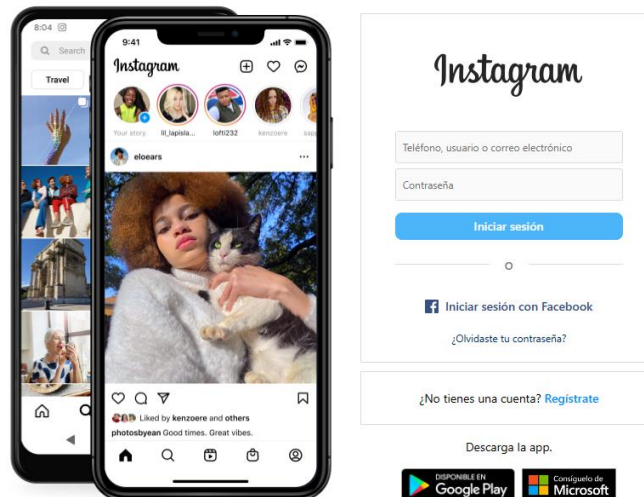 8:04
Search
Travel
9:41
Instagram
Your story
lil_lapisla...
lofti232
kenzoere
sapp
eloears
Liked by kenzoere and others
photosbyean Good times. Great vibes.
Instagram
Teléfono, usuario o correo electrónico
Contraseña
Iniciar sesión
O
Iniciar sesión con Facebook
¿Olvidaste tu contraseña?
¿No tienes una cuenta? Regístrate
Descarga la app.
DISPONIBLE EN
Google Play
Consíguelo de
Microsoft